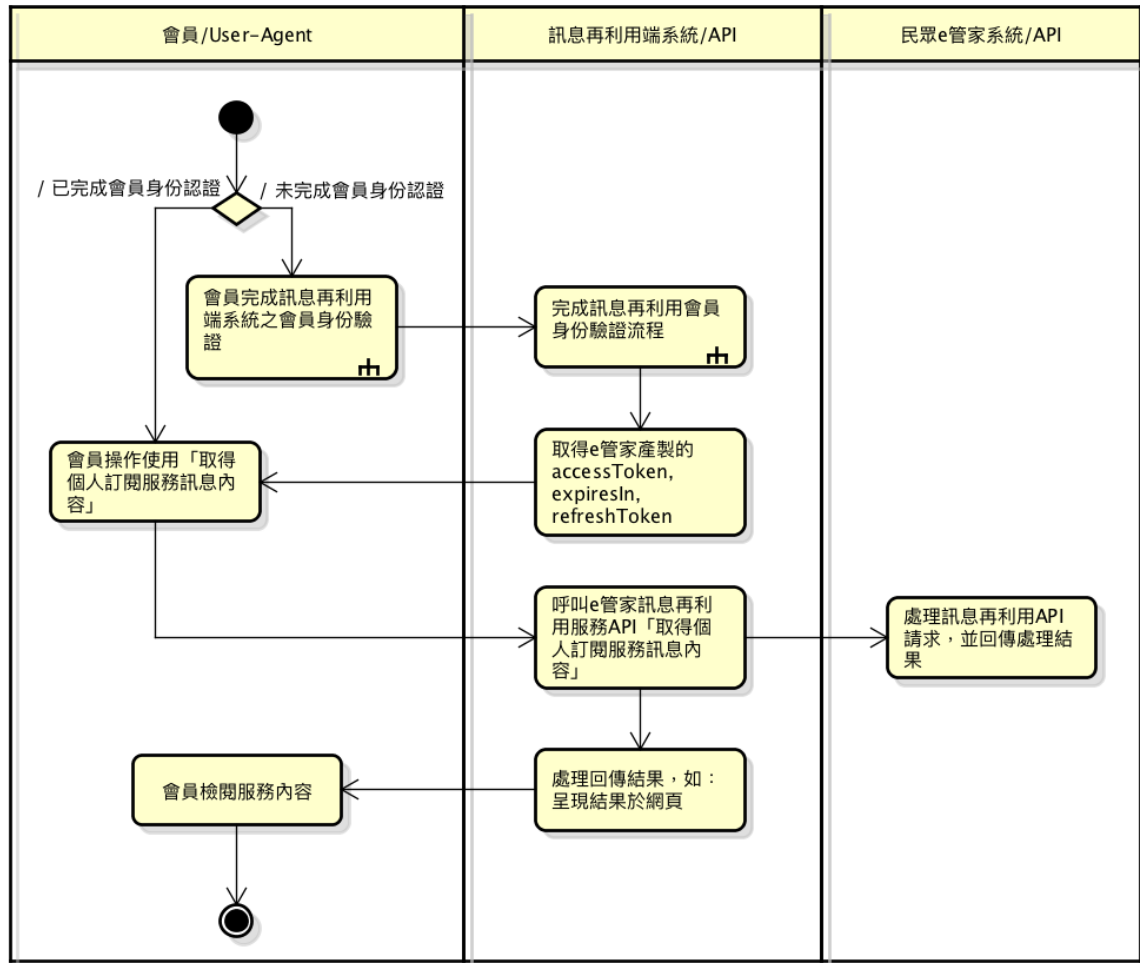 會員/User-Agent
訊息再利用端系統/API
民眾e管家系統/API
/ 已完成會員身份認證
/ 未完成會員身份認證
會員完成訊息再利用
端系統之會員身份驗
證
完成訊息再利用會員
身份驗證流程
取得e管家產製的
accessToken,
expiresIn,
refreshToken
會員操作使用「取得
個人訂閱服務訊息內
容」
呼叫e管家訊息再利
用服務API「取得個
人訂閱服務訊息內
容」
處理訊息再利用API
請求，並回傳處理結
果
處理回傳結果，如：
呈現結果於網頁
會員檢閱服務內容